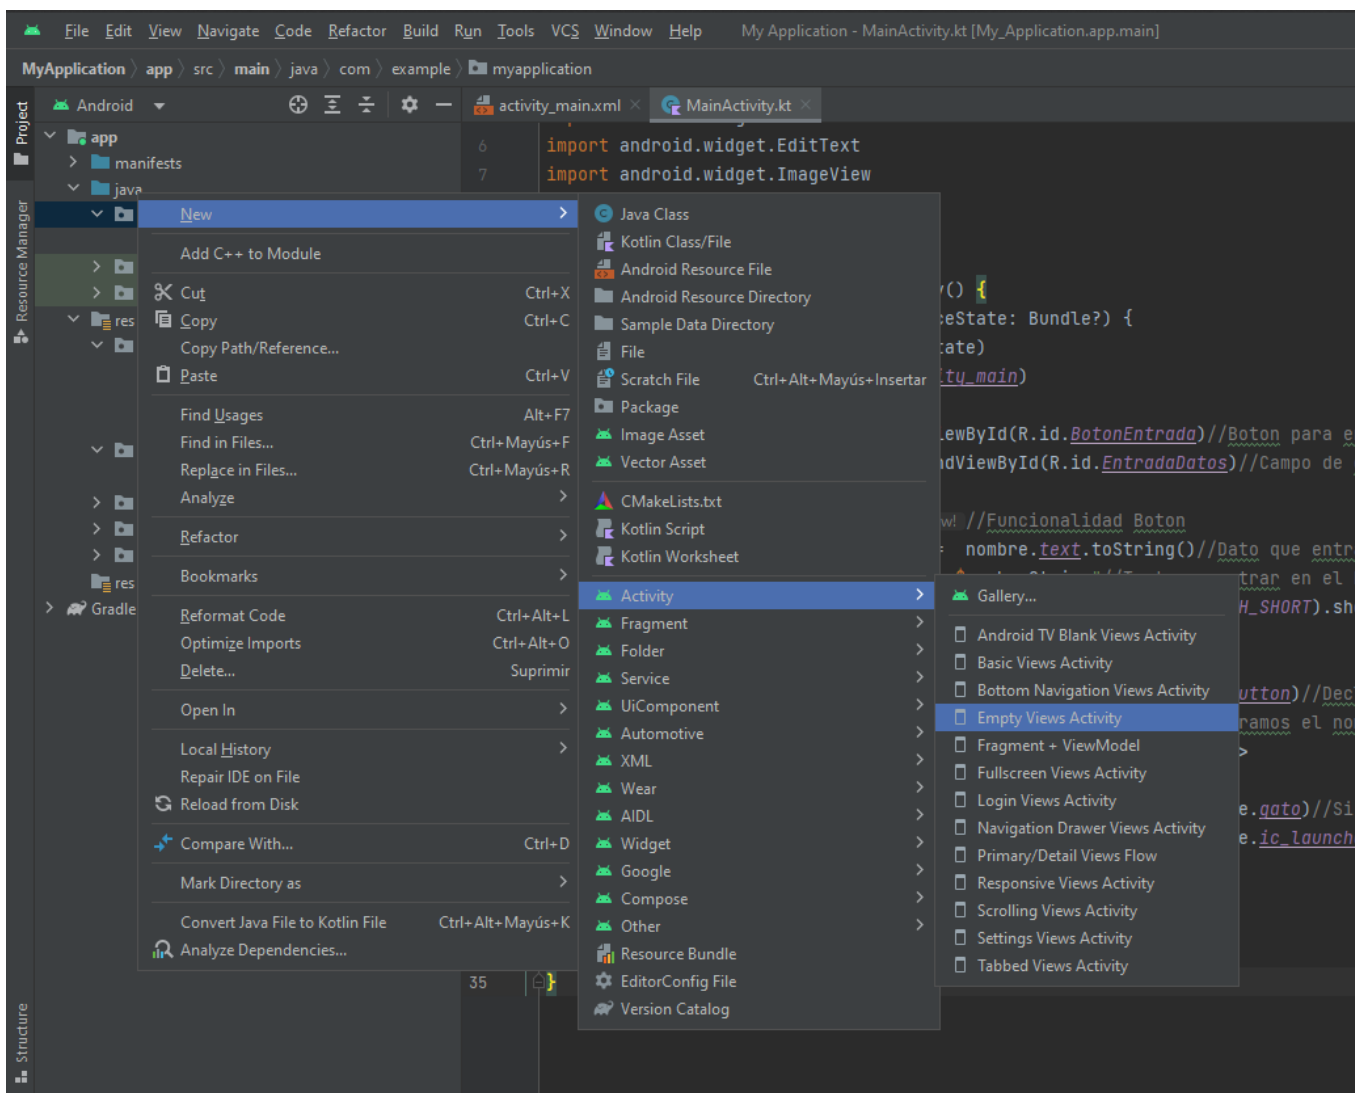 File Edit View Navigate Code Refactor Build Run Tools VCS Window Help My Application - MainActivity.kt [My_Application.app.main]
MyApplication app src main java com example myapplication
Project
Resource Manager
Structure
Android
app
manifests
java
res
res
Gradle
activity_main.xml
MainActivity.kt
6 import android.widget.EditText
7 import android.widget.ImageView
() {
ceState: Bundle?) {
tate)
ity_main)
ewById(R.id.BotonEntrada)//Boton para e
ndViewById(R.id.EntradaDatos)//Campo de
w! //Funcionalidad Boton
= nombre.text.toString()//Dato que entr
trar en el
H_SHORT).sho
utton)//Decl
ramos el nom
>
e.gato)//Si
e.ic_launch
35 }
New
Add C++ to Module
Cut Ctrl+X
Copy Ctrl+C
Copy Path/Reference...
Paste Ctrl+V
Find Usages Alt+F7
Find in Files... Ctrl+Mayús+F
Replace in Files... Ctrl+Mayús+R
Analyze
Refactor
Bookmarks
Reformat Code Ctrl+Alt+L
Optimize Imports Ctrl+Alt+O
Delete... Suprimir
Open In
Local History
Repair IDE on File
Reload from Disk
Compare With... Ctrl+D
Mark Directory as
Convert Java File to Kotlin File Ctrl+Alt+Mayús+K
Analyze Dependencies...
Java Class
Kotlin Class/File
Android Resource File
Android Resource Directory
Sample Data Directory
File
Scratch File Ctrl+Alt+Mayús+Insertar
Package
Image Asset
Vector Asset
CMakeLists.txt
Kotlin Script
Kotlin Worksheet
Activity
Fragment
Folder
Service
UiComponent
Automotive
XML
Wear
AIDL
Widget
Google
Compose
Other
Resource Bundle
EditorConfig File
Version Catalog
Gallery...
Android TV Blank Views Activity
Basic Views Activity
Bottom Navigation Views Activity
Empty Views Activity
Fragment + ViewModel
Fullscreen Views Activity
Login Views Activity
Navigation Drawer Views Activity
Primary/Detail Views Flow
Responsive Views Activity
Scrolling Views Activity
Settings Views Activity
Tabbed Views Activity